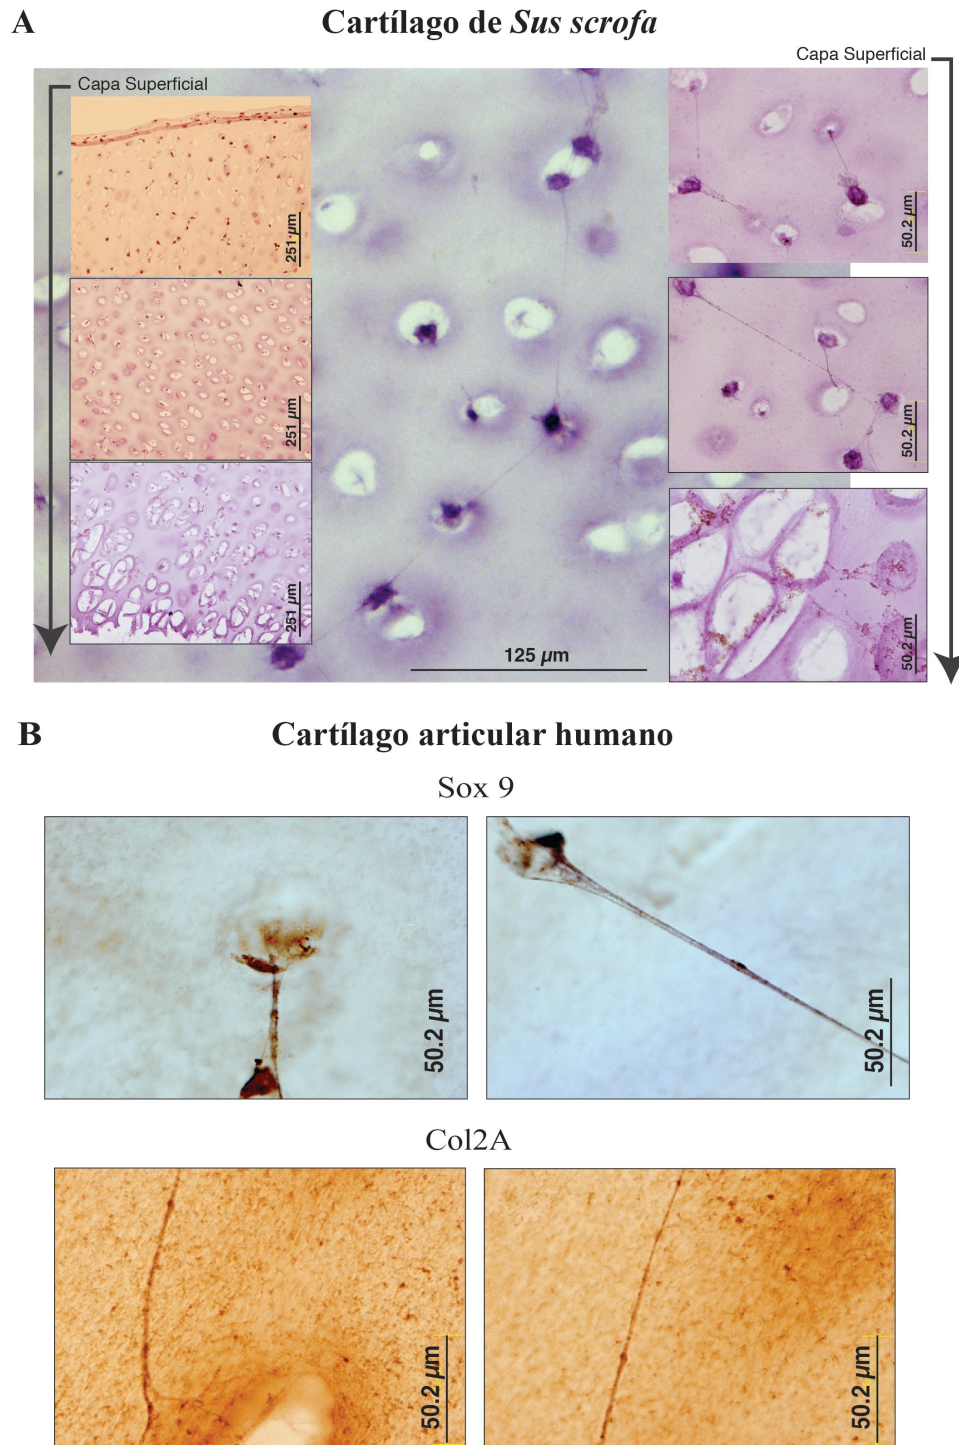 A
Cartílago de Sus scrofa
Capa Superficial
Capa Superficial
251 µm
251 µm
251 µm
125 µm
50.2 µm
50.2 µm
50.2 µm
B
Cartílago articular humano
Sox 9
50.2 µm
50.2 µm
Col2A
50.2 µm
50.2 µm